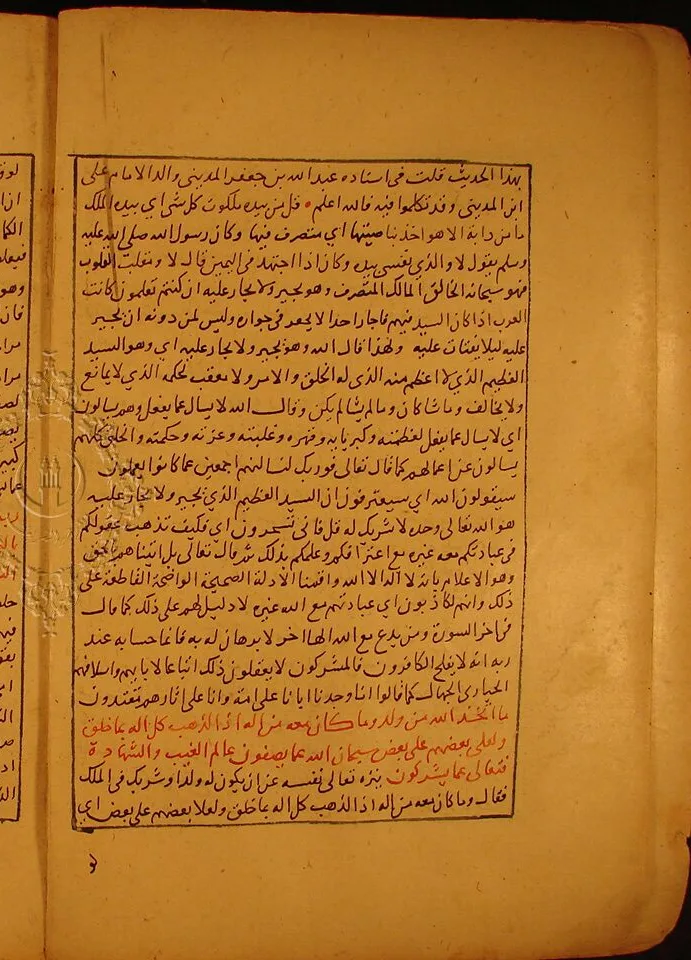 بهذا الحديث قلت في اسناده عبد الله بن جعفر المديني والد الامام على
ابن المديني وقد تكلموا فيه فالله اعلم • قل من بيده ملكوت كل شي اي بيده الملك
ما من دابة الا هو اخذ بناصيتها اي متصرف فيها وكان رسول الله صلى الله عليه
وسلم يقول لا والذي نفسي بيده وكان اذا اجتهد في اليمين قال لا ومقلب القلوب
فهو سبحانه الخالق المالك المتصرف وهو يجير ولا يجار عليه ان كنتم تعلمون كانت
العرب اذا كان السيد فيهم فاجار احدا لا يخفر في جواره وليس لمن دونه ان يجير
عليه ليلا يفتات عليه ولهذا قال الله وهو يجير ولا يجار عليه اي وهو السيد
العظيم الذي لا اعظم منه الذي له الخلق والامر ولا معقب لحكمه الذي لا يمانع
ولا يخالف وما شا كان وما لم يشا لم يكن وقال الله لا يسال عما يفعل وهم يسالون
اي لا يسال عما يفعل لعظمته وكبريايه وقهره وغلبته وعزته وحكمته والخلق كلهم
يسالون عن اعمالهم كما قال تعالى فوربك لنسالنهم اجمعين عما كانوا يعملون
سيقولون الله اي سيعترفون ان السيد العظيم الذي يجير ولا يجار عليه
هو الله تعالى وحده لا شريك له قل فانى تسحرون اي فكيف تذهب عقولكم
في عبادتكم معه غيره مع اعترافكم وعلمكم بذلك ثم قال تعالى بل اتيناهم بالحق
وهو الاعلام بانه لا اله الا الله واقمنا الادلة الصحيحة الواضحة القاطعة على
ذلك وانهم لكاذبون اي عبادتهم مع الله غيره لا دليل لهم على ذلك كما قال
في اخر السورة ومن يدع مع الله الها اخر لا برهان له به فانما حسابه عند
ربه انه لا يفلح الكافرون فالمشركون لا يفعلون ذلك اتباعا لابايهم واسلافهم
الحيارى الجهال كما قالوا انا وجدنا ابانا على امة وانا على اثارهم مقتدون
ما اتخذ الله من ولد وما كان معه من اله اذا لذهب كل اله بما خلق
ولعلى بعضهم على بعض سبحان الله عما يصفون عالم الغيب والشهادة
فتعالى عما يشركون ينزه تعالى نفسه عن ان يكون له ولد او شريك في الملك
فقال وما كان معه من اله اذا لذهب كل اله بما خلق ولعلا بعضهم على بعض اي